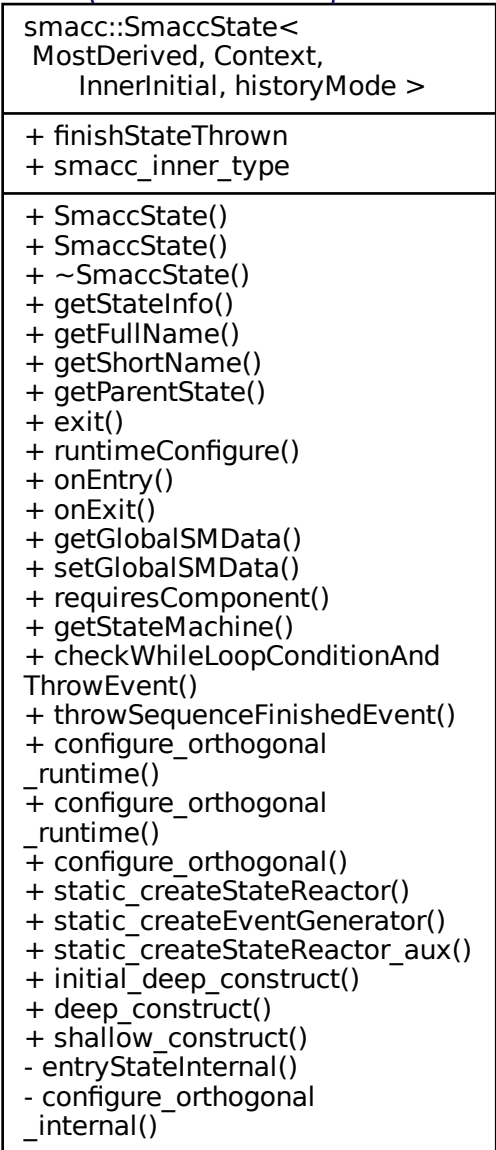 smacc::SmaccState<
MostDerived, Context,
InnerInitial, historyMode >
+ finishStateThrown
+ smacc_inner_type
+ SmaccState()
+ SmaccState()
+ ~SmaccState()
+ getStateInfo()
+ getFullName()
+ getShortName()
+ getParentState()
+ exit()
+ runtimeConfigure()
+ onEntry()
+ onExit()
+ getGlobalSMData()
+ setGlobalSMData()
+ requiresComponent()
+ getStateMachine()
+ checkWhileLoopConditionAnd
ThrowEvent()
+ throwSequenceFinishedEvent()
+ configure_orthogonal
_runtime()
+ configure_orthogonal
_runtime()
+ configure_orthogonal()
+ static_createStateReactor()
+ static_createEventGenerator()
+ static_createStateReactor_aux()
+ initial_deep_construct()
+ deep_construct()
+ shallow_construct()
- entryStateInternal()
- configure_orthogonal
_internal()